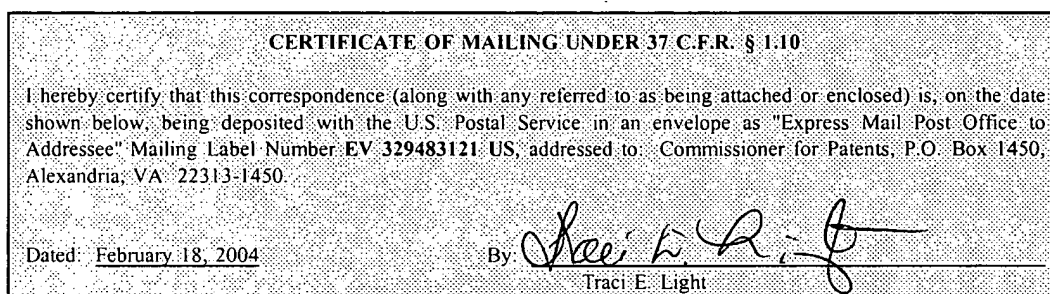 CERTIFICATE OF MAILING UNDER 37 C.F.R. § 1.10
I hereby certify that this correspondence (along with any referred to as being attached or enclosed) is, on the date
shown below, being deposited with the U.S. Postal Service in an envelope as "Express Mail Post Office to
Addressee" Mailing Label Number EV 329483121 US, addressed to: Commissioner for Patents, P.O. Box 1450,
Alexandria, VA 22313-1450.
Dated: February 18, 2004 By:
Traci E. Light